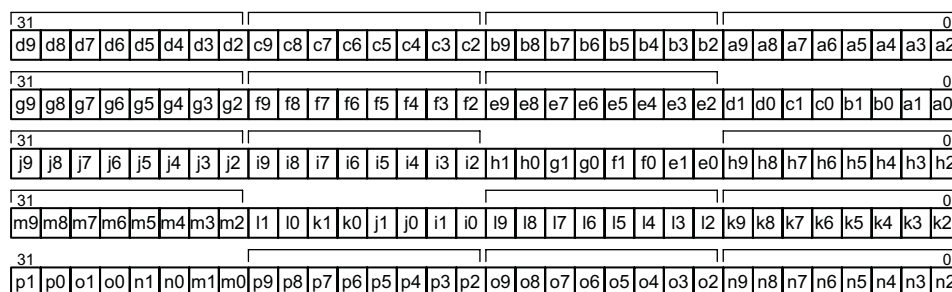 31 0
d9 d8 d7 d6 d5 d4 d3 d2 c9 c8 c7 c6 c5 c4 c3 c2 b9 b8 b7 b6 b5 b4 b3 b2 a9 a8 a7 a6 a5 a4 a3 a2
31 0
g9 g8 g7 g6 g5 g4 g3 g2 f9 f8 f7 f6 f5 f4 f3 f2 e9 e8 e7 e6 e5 e4 e3 e2 d1 d0 c1 c0 b1 b0 a1 a0
31 0
j9 j8 j7 j6 j5 j4 j3 j2 i9 i8 i7 i6 i5 i4 i3 i2 h1 h0 g1 g0 f1 f0 e1 e0 h9 h8 h7 h6 h5 h4 h3 h2
31 0
m9 m8 m7 m6 m5 m4 m3 m2 l1 l0 k1 k0 j1 j0 i1 i0 l9 l8 l7 l6 l5 l4 l3 l2 k9 k8 k7 k6 k5 k4 k3 k2
31 0
p1 p0 o1 o0 n1 n0 m1 m0 p9 p8 p7 p6 p5 p4 p3 p2 o9 o8 o7 o6 o5 o4 o3 o2 n9 n8 n7 n6 n5 n4 n3 n2